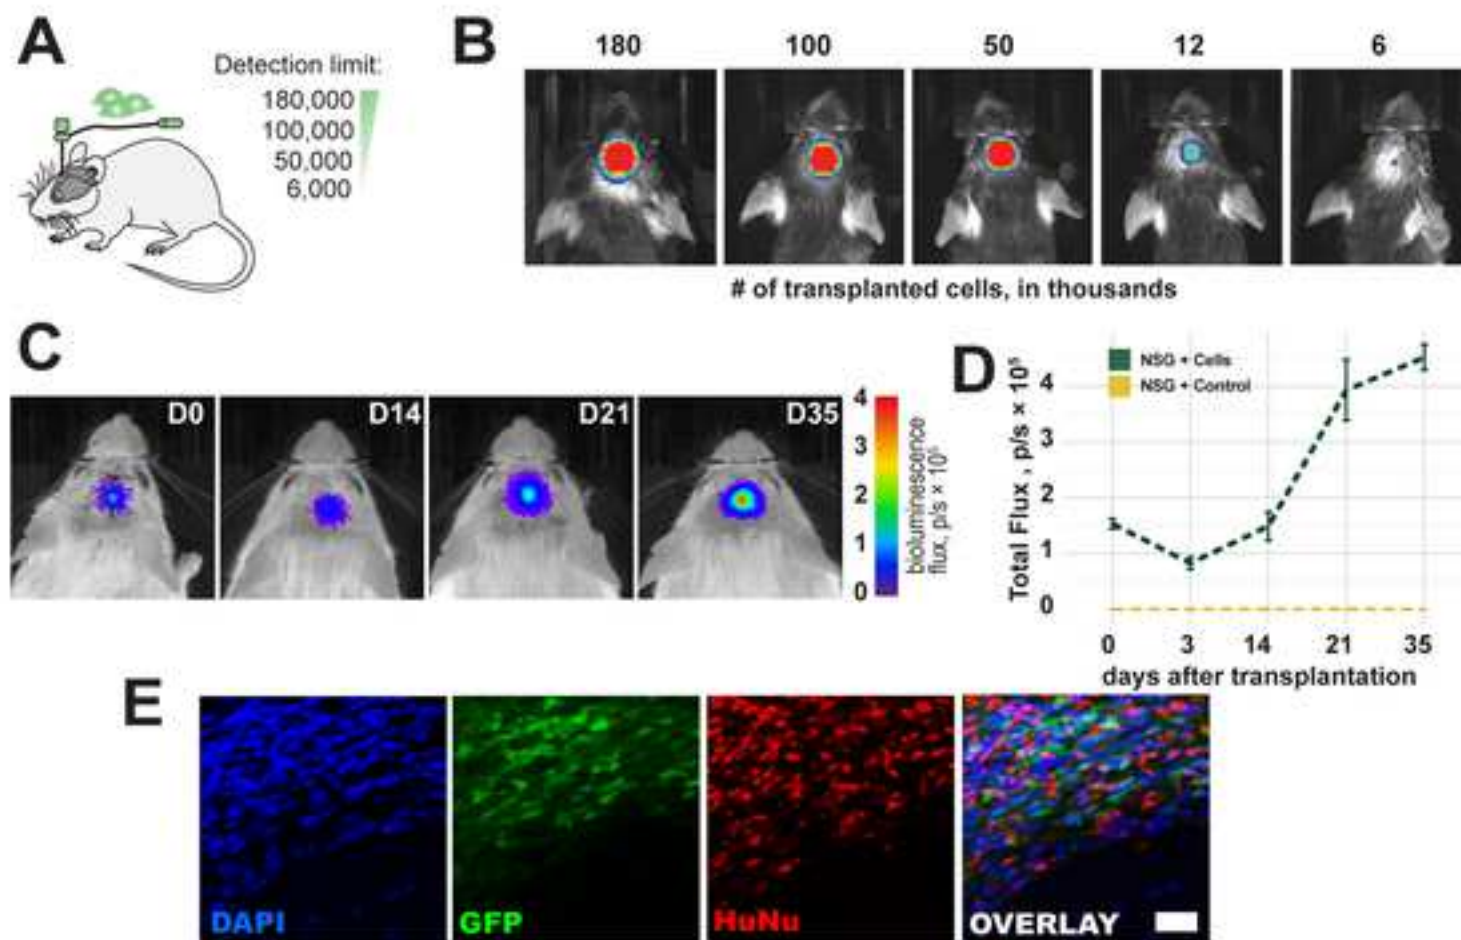 A
Detection limit:
180,000
100,000
50,000
6,000
B
180 100 50 12 6
# of transplanted cells, in thousands
C
D0 D14 D21 D35
4
3
2
1
0
bioluminescence
flux, p/s × 10⁵
D
NSG + Cells
NSG + Control
Total Flux, p/s × 10⁵
4
3
2
1
0
0 3 14 21 35
days after transplantation
E
DAPI GFP HuNu OVERLAY